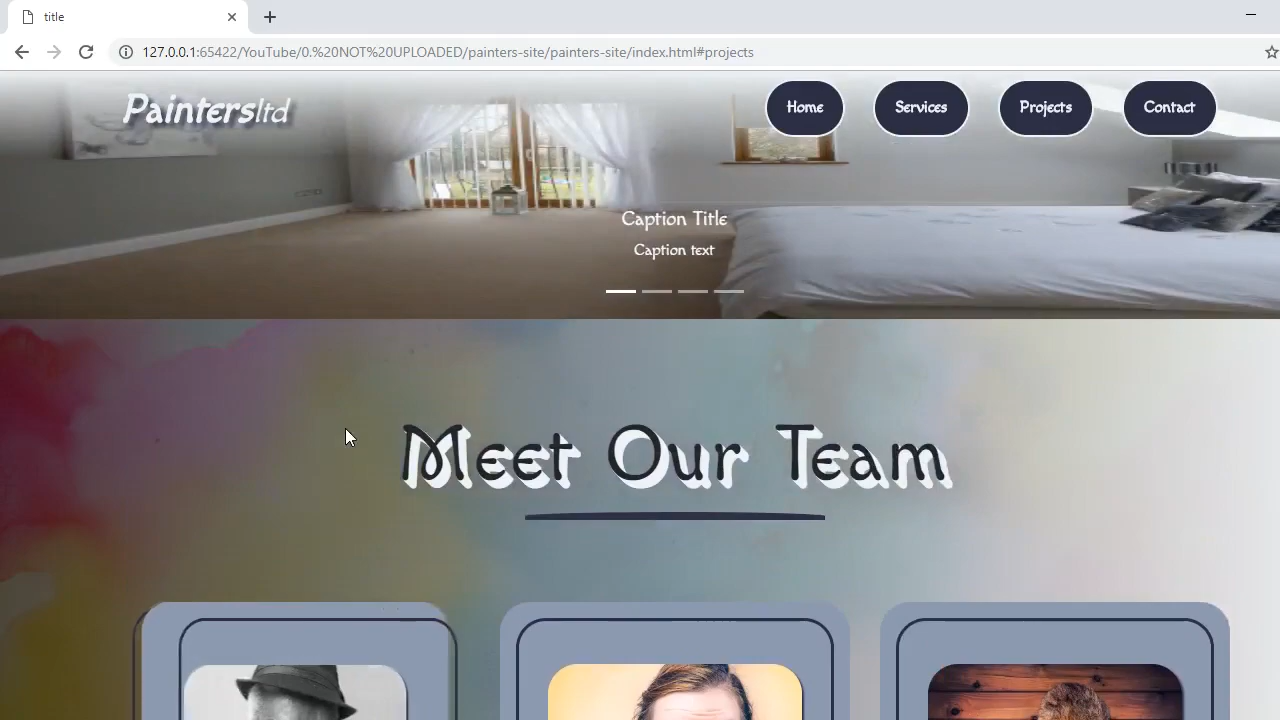 title
127.0.0.1:65422/YouTube/0.%20NOT%20UPLOADED/painters-site/painters-site/index.html#projects
Paintersltd
Home
Services
Projects
Contact
Caption Title
Caption text
Meet Our Team